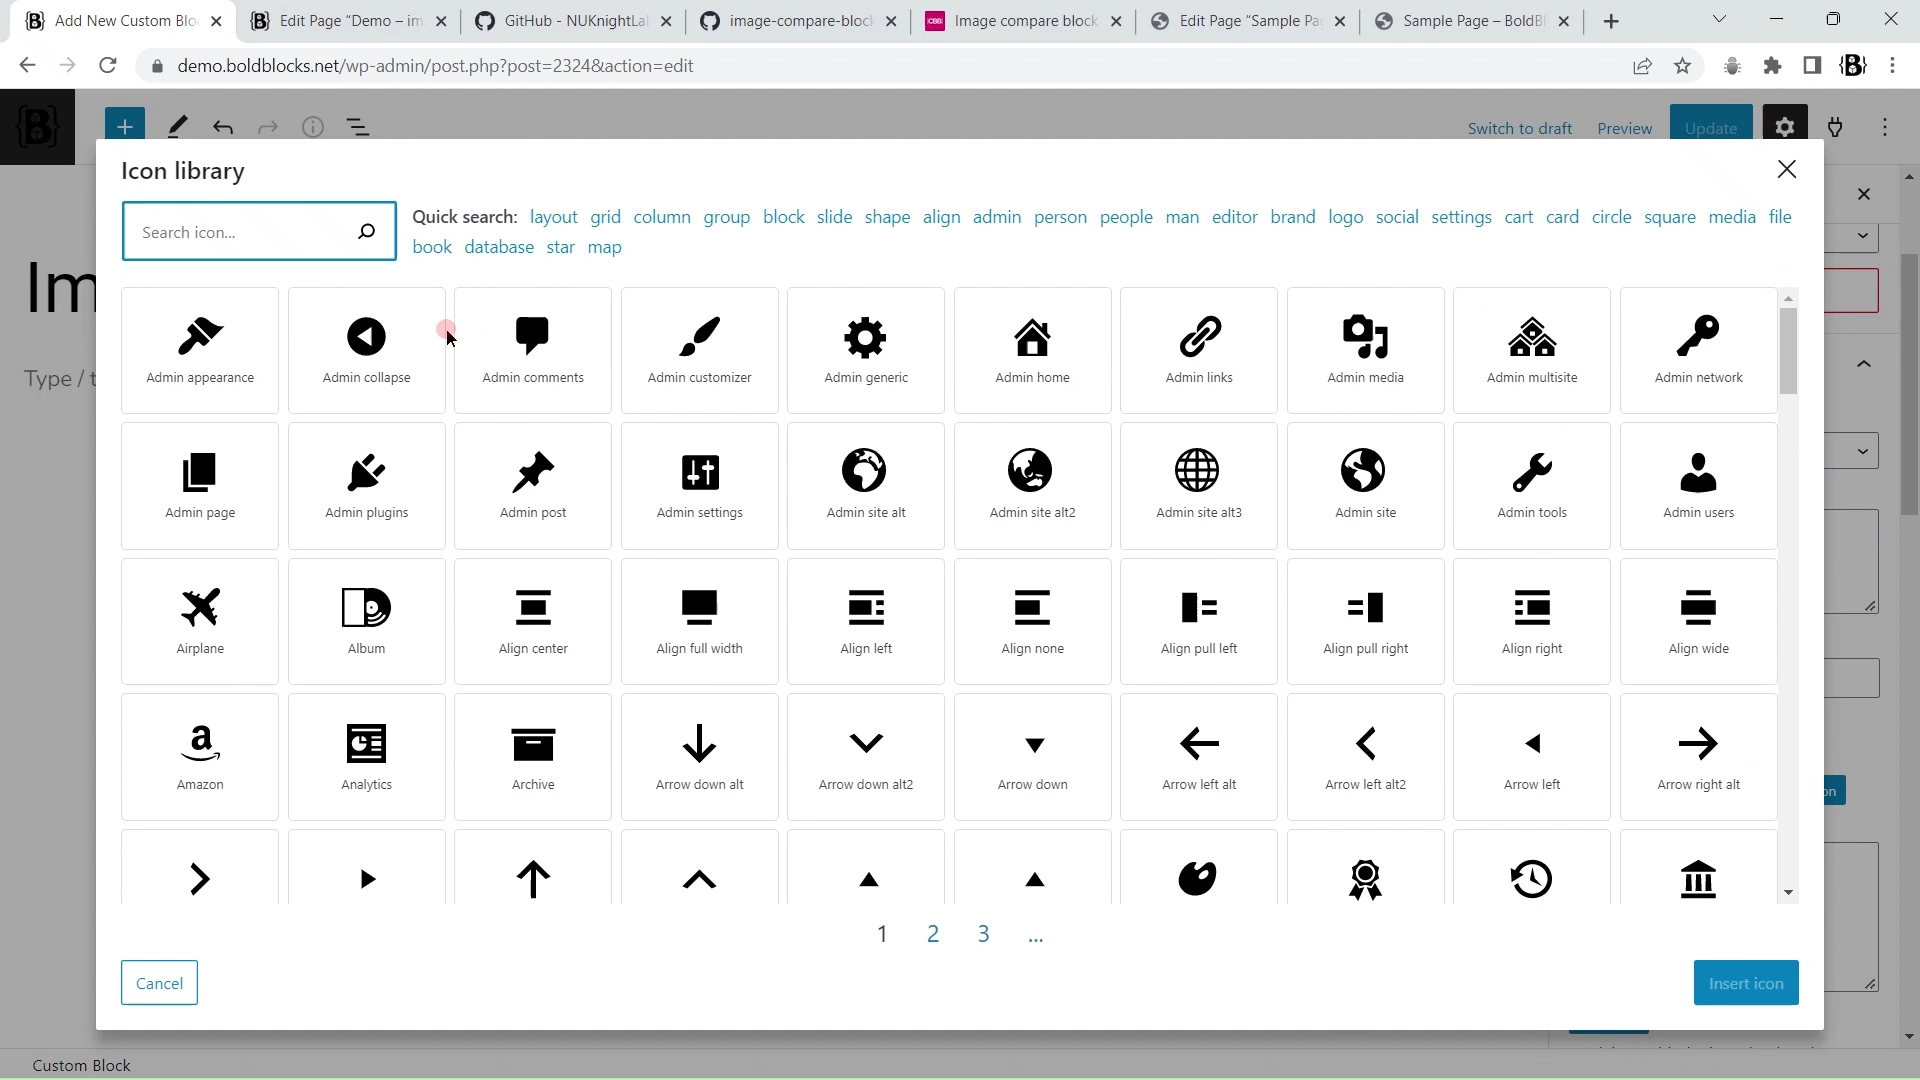 Add New Custom Blo
Edit Page "Demo – im
GitHub - NUKnightLa
image-compare-block
Image compare block
Edit Page "Sample Pa
Sample Page – BoldBl
demo.boldblocks.net/wp-admin/post.php?post=2324&action=edit
Switch to draft Preview Update
Icon library
Search icon...
Quick search: layout grid column group block slide shape align admin person people man editor brand logo social settings cart card circle square media file
book database star map
Im
Type / t
Admin appearance Admin collapse Admin comments Admin customizer Admin generic Admin home Admin links Admin media Admin multisite Admin network
Admin page Admin plugins Admin post Admin settings Admin site alt Admin site alt2 Admin site alt3 Admin site Admin tools Admin users
Airplane Album Align center Align full width Align left Align none Align pull left Align pull right Align right Align wide
Amazon Analytics Archive Arrow down alt Arrow down alt2 Arrow down Arrow left alt Arrow left alt2 Arrow left Arrow right alt
on
1 2 3 ...
Cancel Insert icon
Custom Block